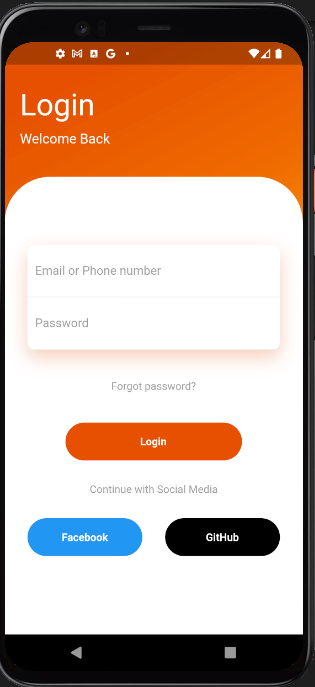 Login
Welcome Back
Email or Phone number
Password
Forgot password?
Login
Continue with Social Media
Facebook
GitHub